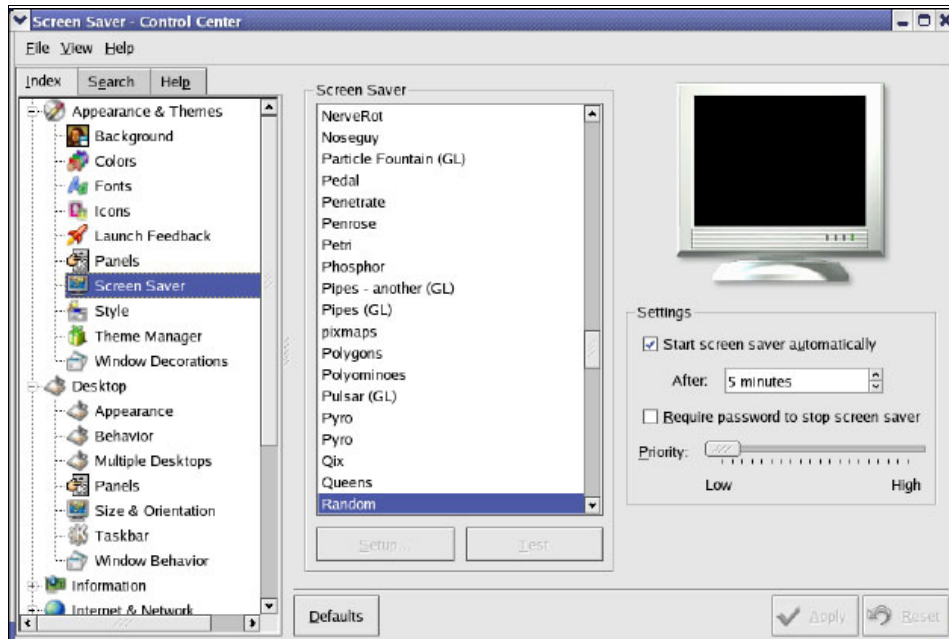 Screen Saver - Control Center
File View Help
Index Search Help
Appearance & Themes
Background
Colors
Fonts
Icons
Launch Feedback
Panels
Screen Saver
Style
Theme Manager
Window Decorations
Desktop
Appearance
Behavior
Multiple Desktops
Panels
Size & Orientation
Taskbar
Window Behavior
Information
Internet & Network
Screen Saver
NerveRot
Noseguy
Particle Fountain (GL)
Pedal
Penetrate
Penrose
Petri
Phosphor
Pipes - another (GL)
Pipes (GL)
pixmaps
Polygons
Polyominoes
Pulsar (GL)
Pyro
Pyro
Qix
Queens
Random
Setup... Test
Settings
Start screen saver automatically
After: 5 minutes
Require password to stop screen saver
Priority:
Low High
Defaults Apply Reset